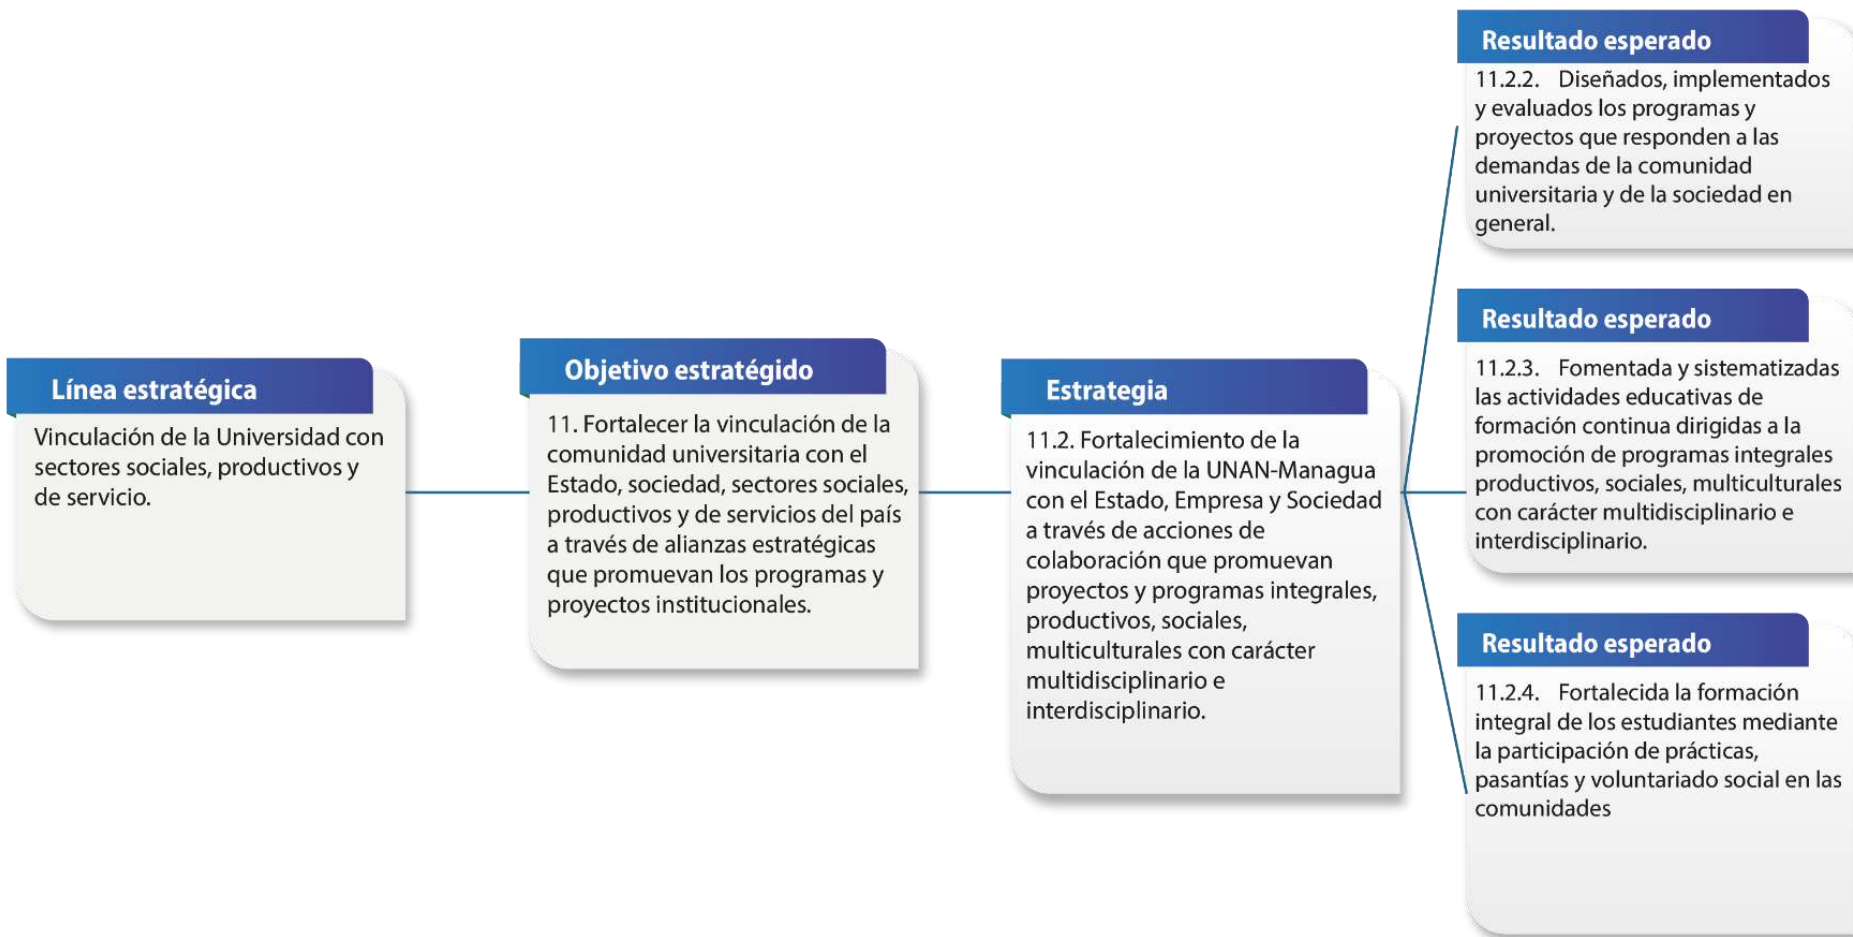 Línea estratégica
Vinculación de la Universidad con
sectores sociales, productivos y
de servicio.
Objetivo estratégido
11. Fortalecer la vinculación de la
comunidad universitaria con el
Estado, sociedad, sectores sociales,
productivos y de servicios del país
a través de alianzas estratégicas
que promuevan los programas y
proyectos institucionales.
Estrategia
11.2. Fortalecimiento de la
vinculación de la UNAN-Managua
con el Estado, Empresa y Sociedad
a través de acciones de
colaboración que promuevan
proyectos y programas integrales,
productivos, sociales,
multiculturales con carácter
multidisciplinario e
interdisciplinario.
Resultado esperado
11.2.2. Diseñados, implementados
y evaluados los programas y
proyectos que responden a las
demandas de la comunidad
universitaria y de la sociedad en
general.
Resultado esperado
11.2.3. Fomentada y sistematizadas
las actividades educativas de
formación continua dirigidas a la
promoción de programas integrales
productivos, sociales, multiculturales
con carácter multidisciplinario e
interdisciplinario.
Resultado esperado
11.2.4. Fortalecida la formación
integral de los estudiantes mediante
la participación de prácticas,
pasantías y voluntariado social en las
comunidades